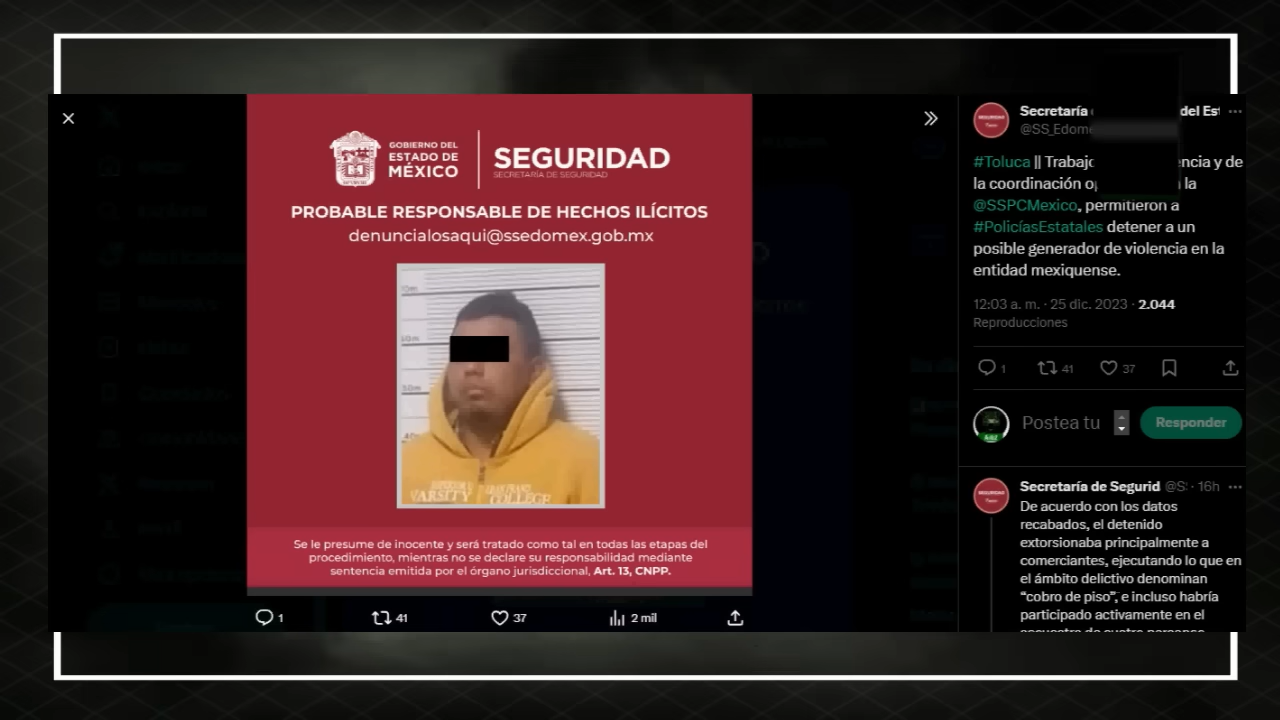 GOBIERNO DEL
ESTADO DE
MÉXICO
SEGURIDAD
SECRETARÍA DE SEGURIDAD
PROBABLE RESPONSABLE DE HECHOS ILÍCITOS
denuncialosaqui@ssedomex.gob.mx
VARSITY COLLEGE
Se le presume de inocente y será tratado como tal en todas las etapas del
procedimiento, mientras no se declare su responsabilidad mediante
sentencia emitida por el órgano jurisdiccional, Art. 13, CNPP.
1 41 37 2 mil
Secretaría del Es
@SS_Edome
#Toluca || Trabajo encia y de
la coordinación op la
@SSPCMexico, permitieron a
#PolicíasEstatales detener a un
posible generador de violencia en la
entidad mexiquense.
12:03 a. m. · 25 dic. 2023 · 2.044
Reproducciones
1 41 37
Postea tu
Responder
Secretaría de Segurid @S · 16h
De acuerdo con los datos
recabados, el detenido
extorsionaba principalmente a
comerciantes, ejecutando lo que en
el ámbito delictivo denominan
“cobro de piso”, e incluso habría
participado activamente en el